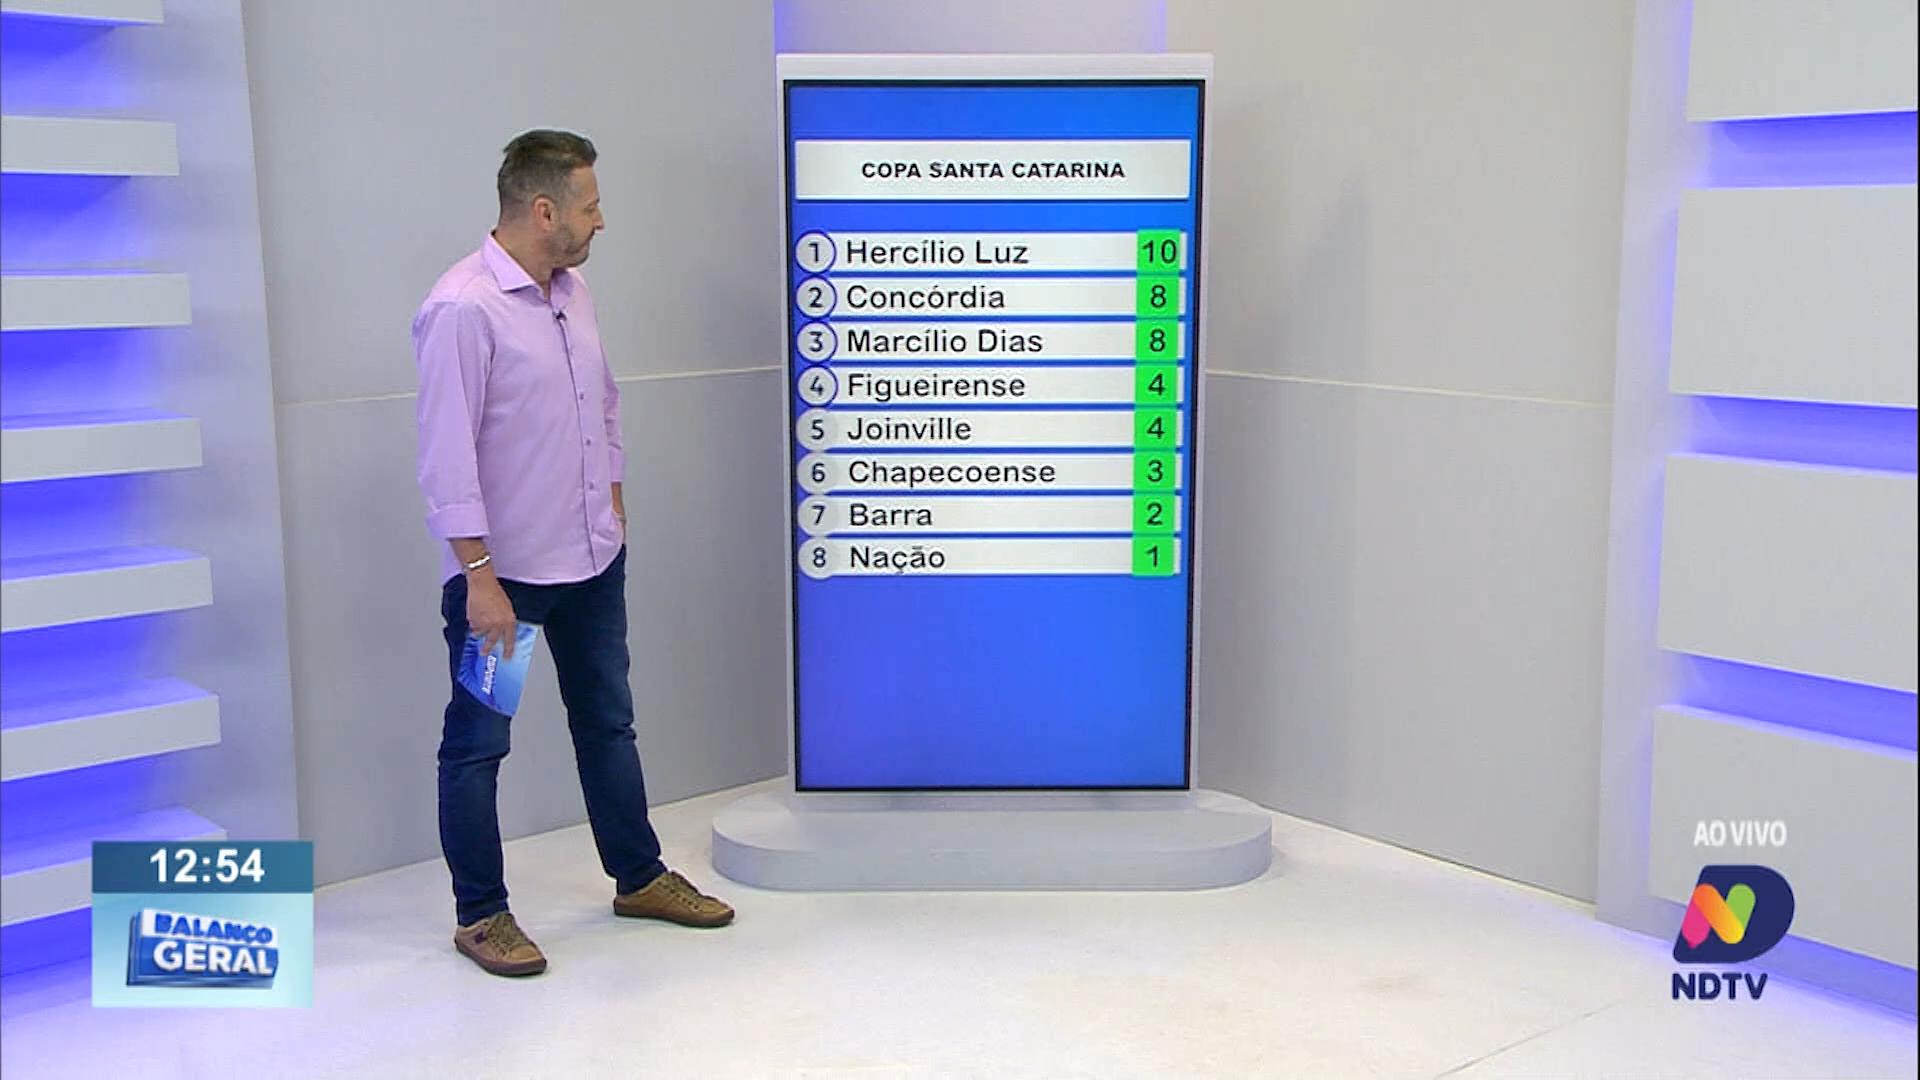 COPA SANTA CATARINA
1 Hercílio Luz 10
2 Concórdia 8
3 Marcílio Dias 8
4 Figueirense 4
5 Joinville 4
6 Chapecoense 3
7 Barra 2
8 Nação 1
12:54
BALANÇO
GERAL
AO VIVO
NDTV